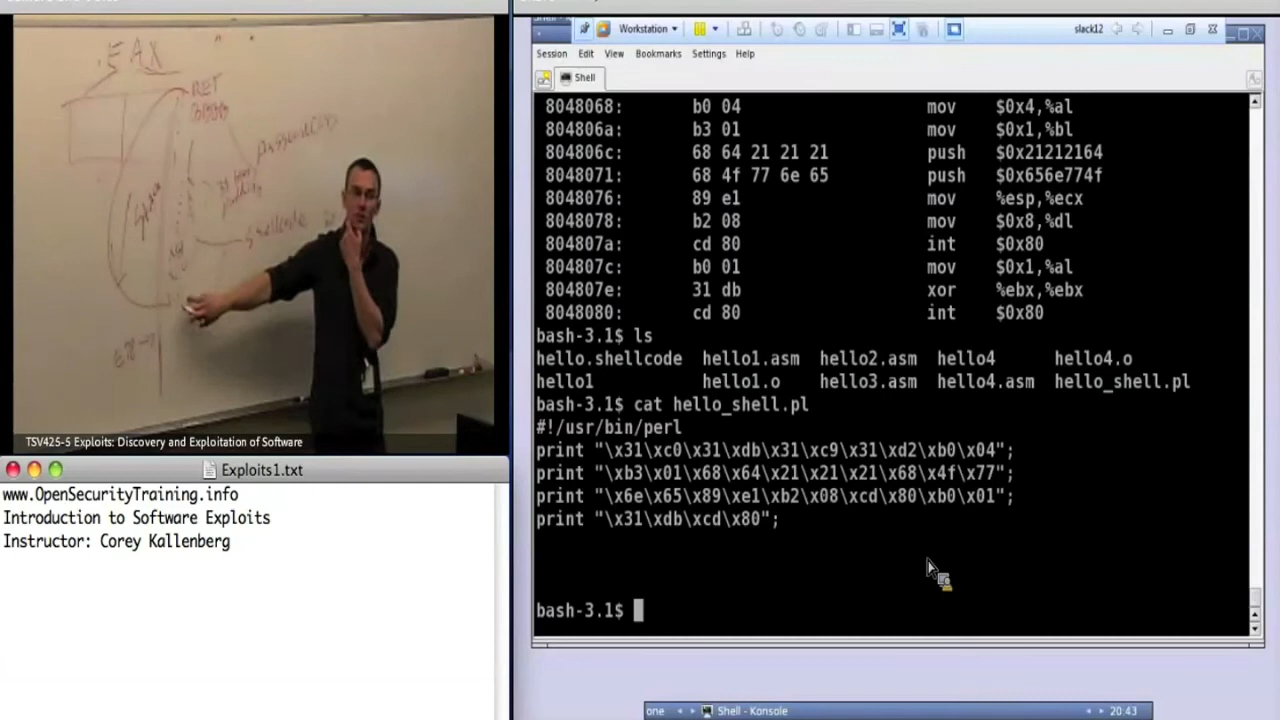 EAX
RET
shellcode
TSV425-5 Exploits: Discovery and Exploitation of Software
Exploits1.txt
www.OpenSecurityTraining.info
Introduction to Software Exploits
Instructor: Corey Kallenberg
Workstation
slack12
Session Edit View Bookmarks Settings Help
Shell
8048068: b0 04 mov $0x4,%al
804806a: b3 01 mov $0x1,%bl
804806c: 68 64 21 21 21 push $0x21212164
8048071: 68 4f 77 6e 65 push $0x656e774f
8048076: 89 e1 mov %esp,%ecx
8048078: b2 08 mov $0x8,%dl
804807a: cd 80 int $0x80
804807c: b0 01 mov $0x1,%al
804807e: 31 db xor %ebx,%ebx
8048080: cd 80 int $0x80
bash-3.1$ ls
hello.shellcode hello1.asm hello2.asm hello4 hello4.o
hello1 hello1.o hello3.asm hello4.asm hello_shell.pl
bash-3.1$ cat hello_shell.pl
#!/usr/bin/perl
print "\x31\xc0\x31\xdb\x31\xc9\x31\xd2\xb0\x04";
print "\xb3\x01\x68\x64\x21\x21\x21\x68\x4f\x77";
print "\x6e\x65\x89\xe1\xb2\x08\xcd\x80\xb0\x01";
print "\x31\xdb\xcd\x80";
bash-3.1$
one
Shell - Konsole
20:43